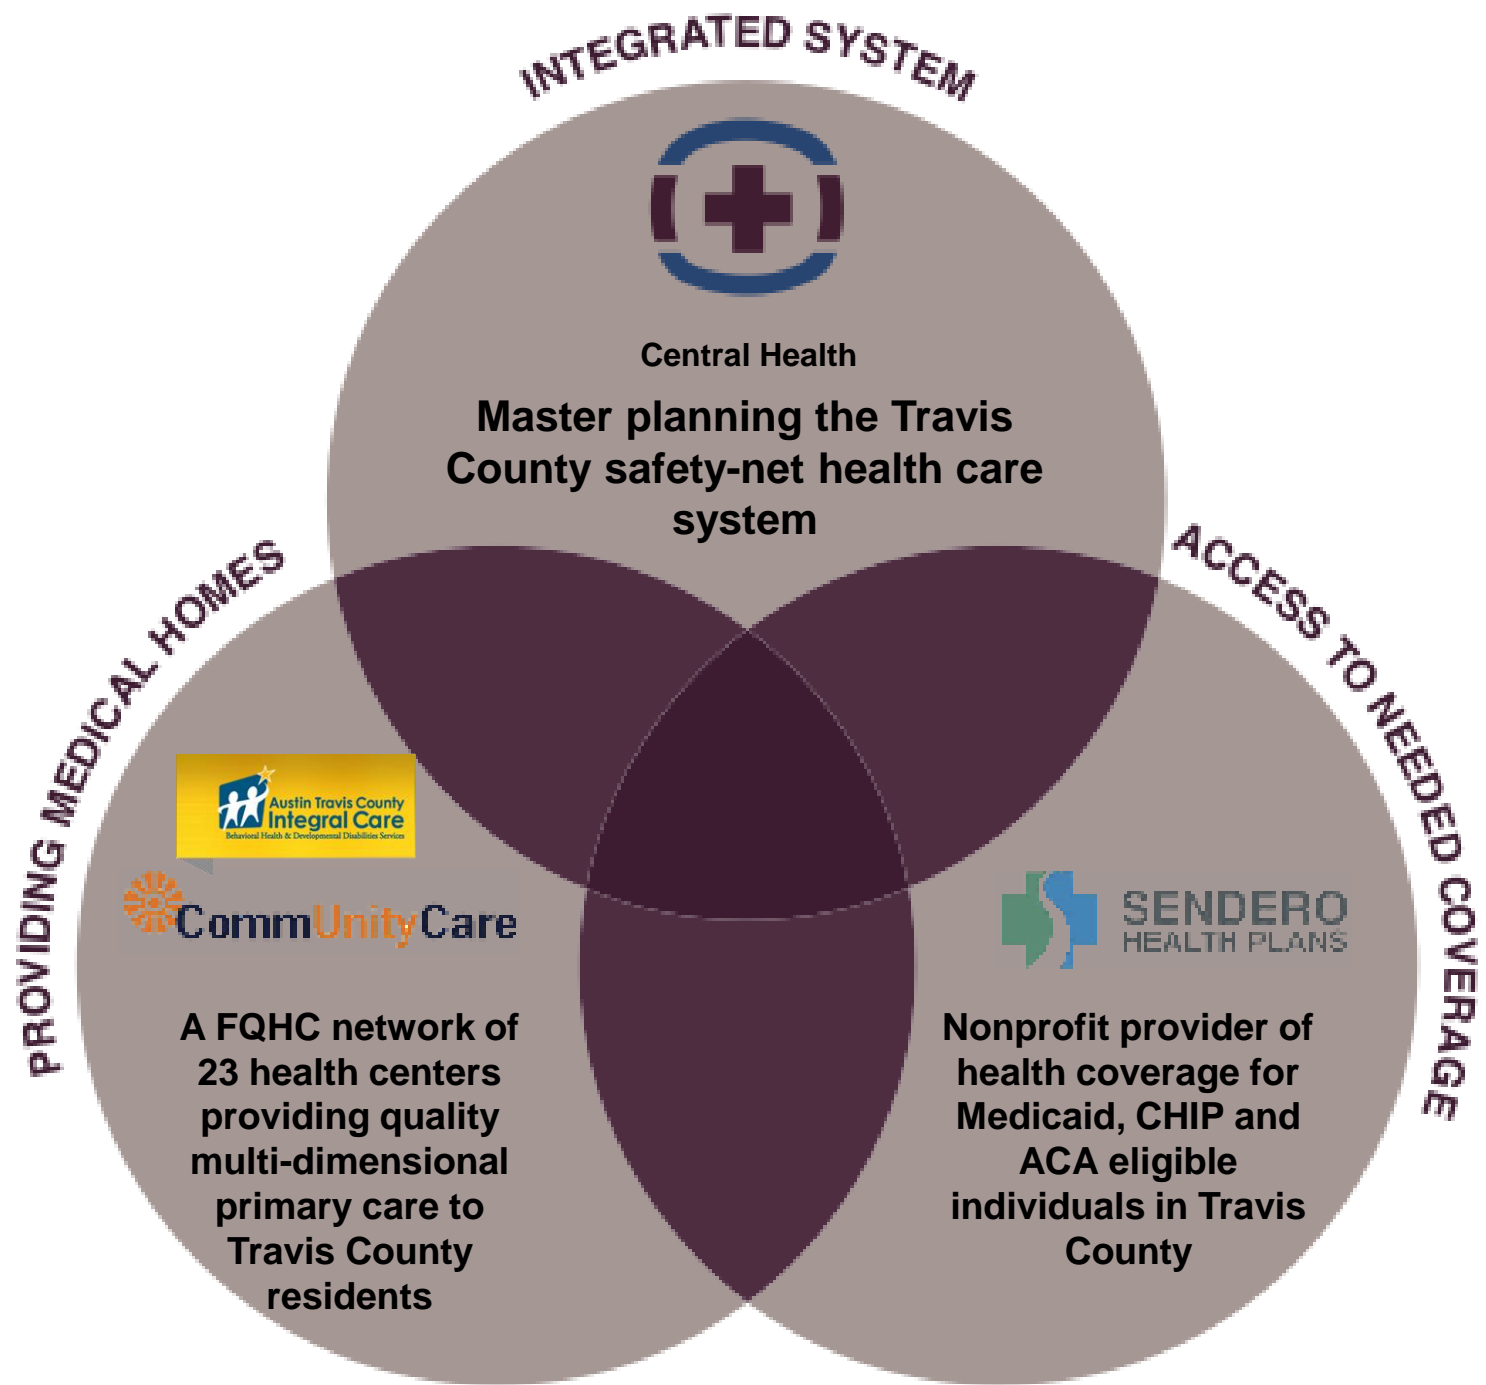 INTEGRATED SYSTEM
Central Health
Master planning the Travis
County safety-net health care
system
PROVIDING MEDICAL HOMES
Austin Travis County
Integral Care
Behavioral Health & Developmental Disabilities Services
CommUnityCare
A FQHC network of
23 health centers
providing quality
multi-dimensional
primary care to
Travis County
residents
ACCESS TO NEEDED COVERAGE
SENDERO
HEALTH PLANS
Nonprofit provider of
health coverage for
Medicaid, CHIP and
ACA eligible
individuals in Travis
County